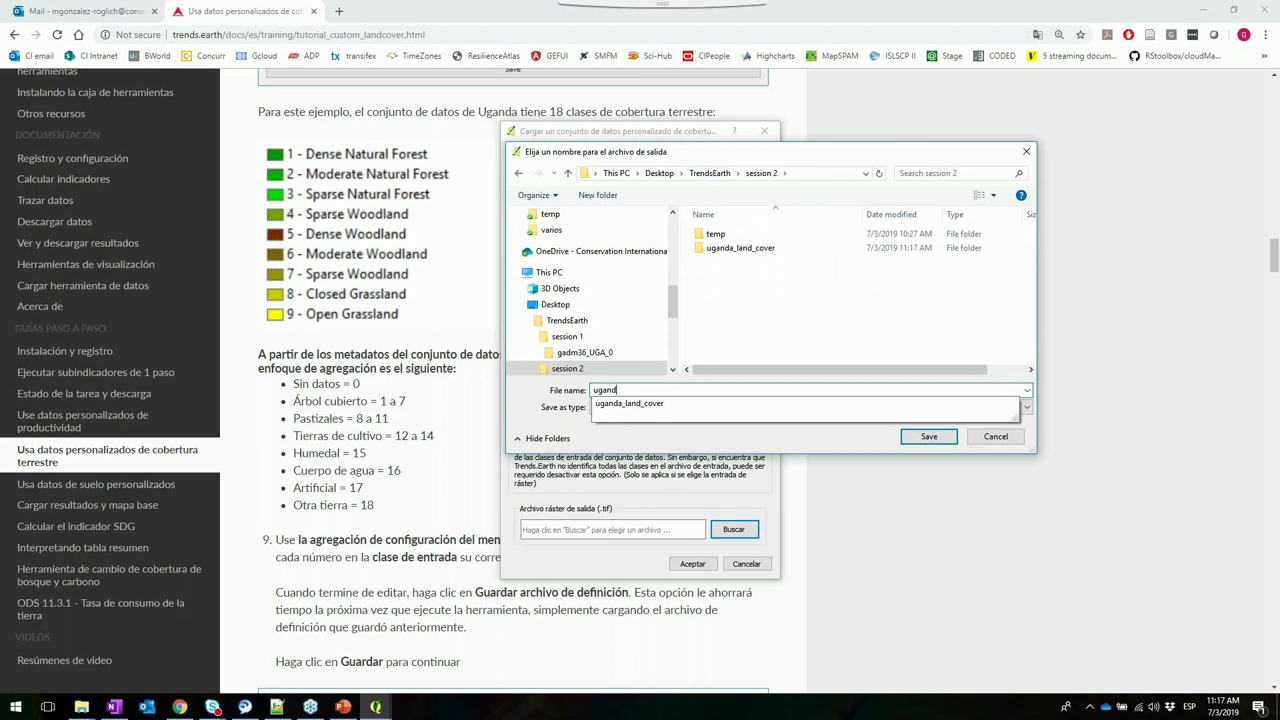 Mail - mgonzalez-roglich@conse
Usa datos personalizados de cob
Not secure
trends.earth/docs/es/training/tutorial_custom_landcover.html
CI email
CI Intranet
BWorld
Concurr
Gcloud
ADP
transifex
TimeZones
ResilienceAtlas
GEFUI
SMFM
Sci-Hub
CIPeople
Highcharts
MapSPAM
ISLSCP II
Stage
CODED
5 streaming docum...
RStoolbox/cloudMa...
herramientas
Instalando la caja de herramientas
Otros recursos
DOCUMENTACIÓN
Registro y configuración
Calcular indicadores
Trazar datos
Descargar datos
Ver y descargar resultados
Herramientas de visualización
Cargar herramienta de datos
Acerca de
GUÍAS PASO A PASO
Instalación y registro
Ejecutar subindicadores de 1 paso
Estado de la tarea y descarga
Use datos personalizados de
productividad
Usa datos personalizados de cobertura
terrestre
Usa datos de suelo personalizados
Cargar resultados y mapa base
Calcular el indicador SDG
Interpretando tabla resumen
Herramienta de cambio de cobertura
de bosque y carbono
ODS 11.3.1 - Tasa de consumo de la
tierra
VIDEOS
Resúmenes de video
Save
Para este ejemplo, el conjunto de datos de Uganda tiene 18 clases de cobertura terrestre:
1 - Dense Natural Forest
2 - Moderate Natural Forest
3 - Sparse Natural Forest
4 - Sparse Woodland
5 - Dense Woodland
6 - Moderate Woodland
7 - Sparse Woodland
8 - Closed Grassland
9 - Open Grassland
A partir de los metadatos del conjunto de datos
enfoque de agregación es el siguiente:
Sin datos = 0
Árbol cubierto = 1 a 7
Pastizales = 8 a 11
Tierras de cultivo = 12 a 14
Humedal = 15
Cuerpo de agua = 16
Artificial = 17
Otra tierra = 18
9. Use la agregación de configuración del men
cada número en la clase de entrada su corre
Cuando termine de editar, haga clic en Guardar archivo de definición. Esta opción le ahorrará
tiempo la próxima vez que ejecute la herramienta, simplemente cargando el archivo de
definición que guardó anteriormente.
Haga clic en Guardar para continuar
Cargar un conjunto de datos personalizado de cobertu...
Elija un nombre para el archivo de salida
This PC
Desktop
TrendsEarth
session 2
Search session 2
Organize
New folder
temp
varios
OneDrive - Conservation Internationa
This PC
3D Objects
Desktop
TrendsEarth
session 1
gadm36_UGA_0
session 2
Name
Date modified
Type
Siz
temp
7/3/2019 10:27 AM
File folder
uganda_land_cover
7/3/2019 11:17 AM
File folder
File name:
ugand
uganda_land_cover
Save as type:
Hide Folders
Save
Cancel
de las clases de entrada del conjunto de datos. Sin embargo, si encuentra que
Trends.Earth no identifica todas las clases en el archivo de entrada, puede ser
requerido desactivar esta opción. (Solo se aplica si se elige la entrada de
ráster)
Archivo ráster de salida (.tif)
Haga clic en "Buscar" para elegir un archivo ...
Buscar
Aceptar
Cancelar
ESP
11:17 AM
7/3/2019